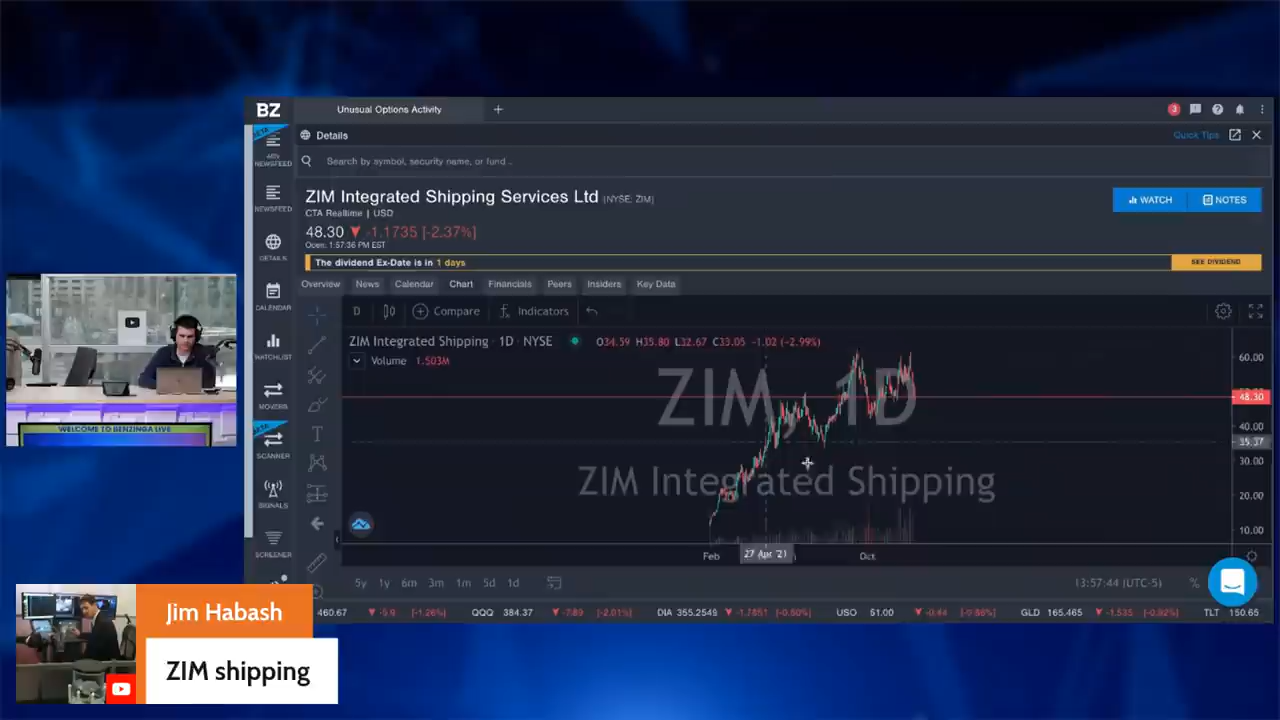 BZ
Unusual Options Activity
+
3
BETA
ADV NEWSFEED
NEWSFEED
DETAILS
CALENDAR
WATCHLIST
MOVERS
BETA
SCANNER
SIGNALS
SCREENER
Details
Quick Tips
Search by symbol, security name, or fund ..
ZIM Integrated Shipping Services Ltd [NYSE: ZIM]
CTA Realtime | USD
WATCH
NOTES
48.30 ▼ -1.1735 [-2.37%]
Open: 1:57:36 PM EST
The dividend Ex-Date is in 1 days
SEE DIVIDEND
Overview News Calendar Chart Financials Peers Insiders Key Data
D Compare Indicators
ZIM Integrated Shipping · 1D · NYSE O34.59 H35.80 L32.67 C33.05 -1.02 (-2.99%)
Volume 1.503M
ZIM, 1D
ZIM Integrated Shipping
60.00
48.30
40.00
35.37
30.00
20.00
10.00
Feb 27 Apr '21 Oct
5y 1y 6m 3m 1m 5d 1d
13:57:44 (UTC-5) %
460.67 ▼ -5.9 [-1.26%] QQQ 384.37 ▼ -7.89 [-2.01%] DIA 355.2549 ▼ -1.7851 [-0.50%] USO 51.00 ▼ -0.44 GLD 165.465 ▼ -1.535 [-0.92%] TLT 150.65
WELCOME TO BENZINGA LIVE
Jim Habash
ZIM shipping